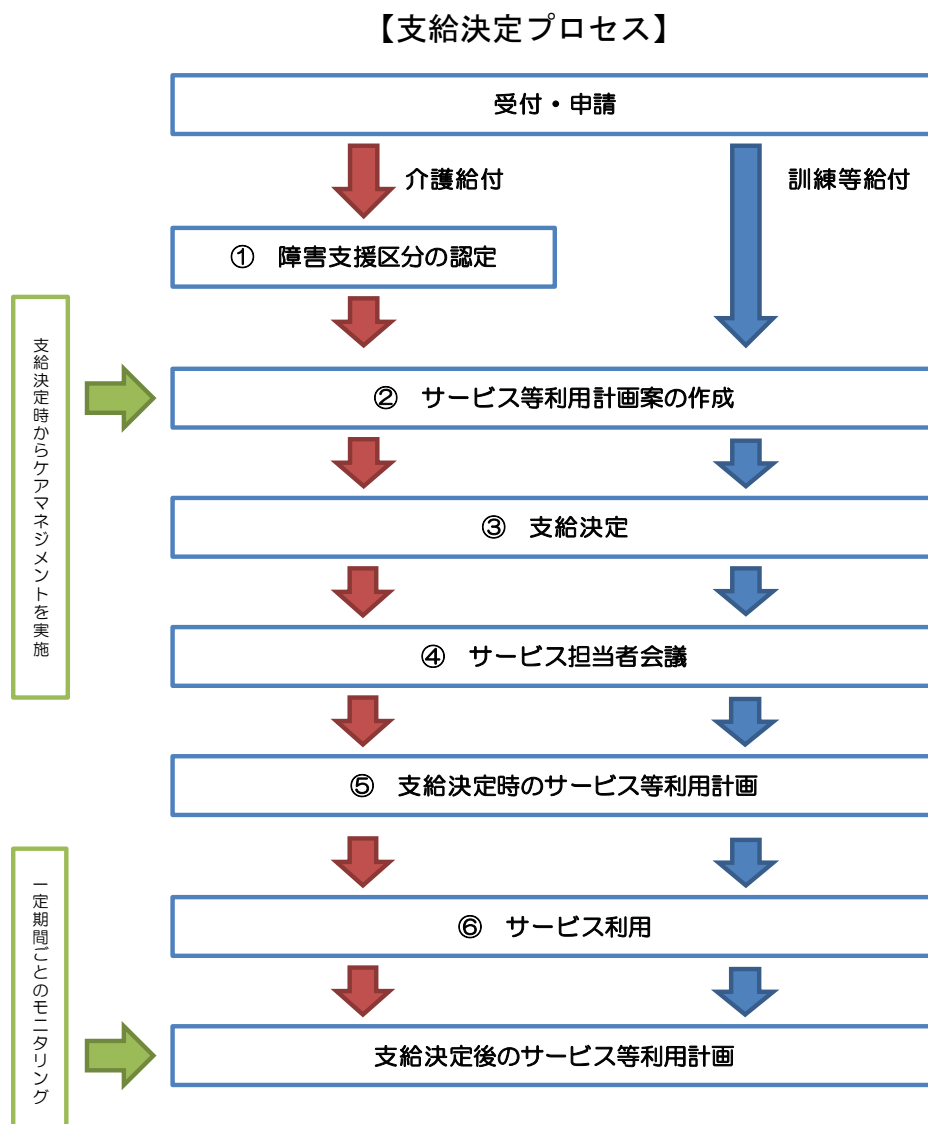 【支給決定プロセス】
受付・申請
介護給付
訓練等給付
① 障害支援区分の認定
支給決定時からケアマネジメントを実施
② サービス等利用計画案の作成
③ 支給決定
④ サービス担当者会議
⑤ 支給決定時のサービス等利用計画
一定期間ごとのモニタリング
⑥ サービス利用
支給決定後のサービス等利用計画